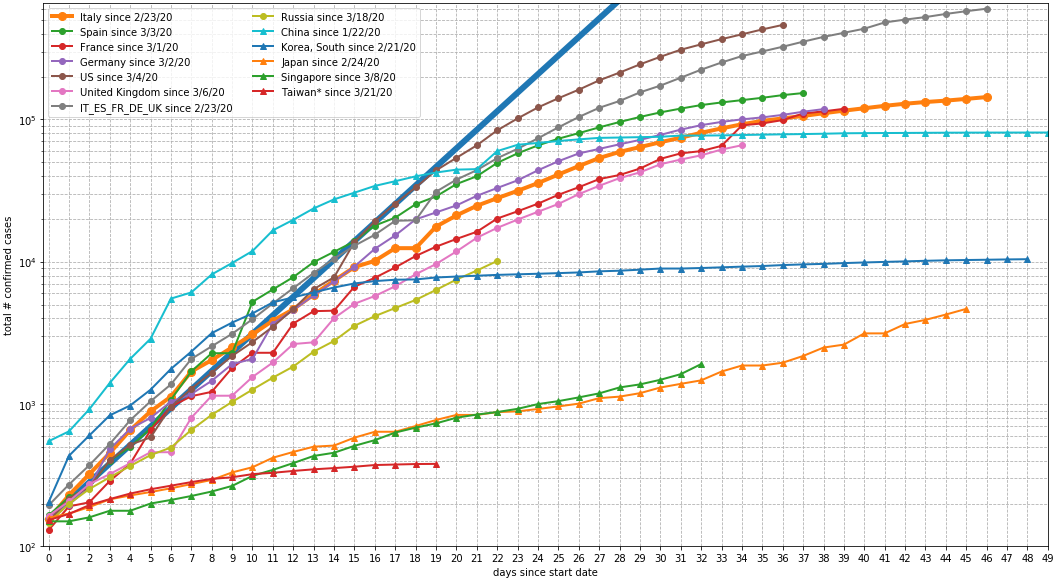 Italy since 2/23/20
Spain since 3/3/20
France since 3/1/20
Germany since 3/2/20
US since 3/4/20
United Kingdom since 3/6/20
IT_ES_FR_DE_UK since 2/23/20
Russia since 3/18/20
China since 1/22/20
Korea, South since 2/21/20
Japan since 2/24/20
Singapore since 3/8/20
Taiwan* since 3/21/20
total # confirmed cases
10⁵
10⁴
10³
10²
0 1 2 3 4 5 6 7 8 9 10 11 12 13 14 15 16 17 18 19 20 21 22 23 24 25 26 27 28 29 30 31 32 33 34 35 36 37 38 39 40 41 42 43 44 45 46 47 48 49
days since start date